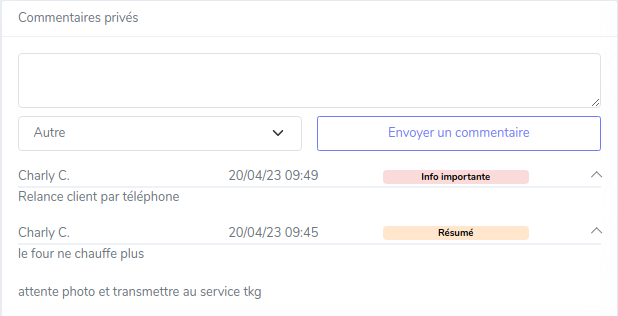 Commentaires privés
Autre
Envoyer un commentaire
Charly C. 20/04/23 09:49 Info importante
Relance client par téléphone
Charly C. 20/04/23 09:45 Résumé
le four ne chauffe plus
attente photo et transmettre au service tkg